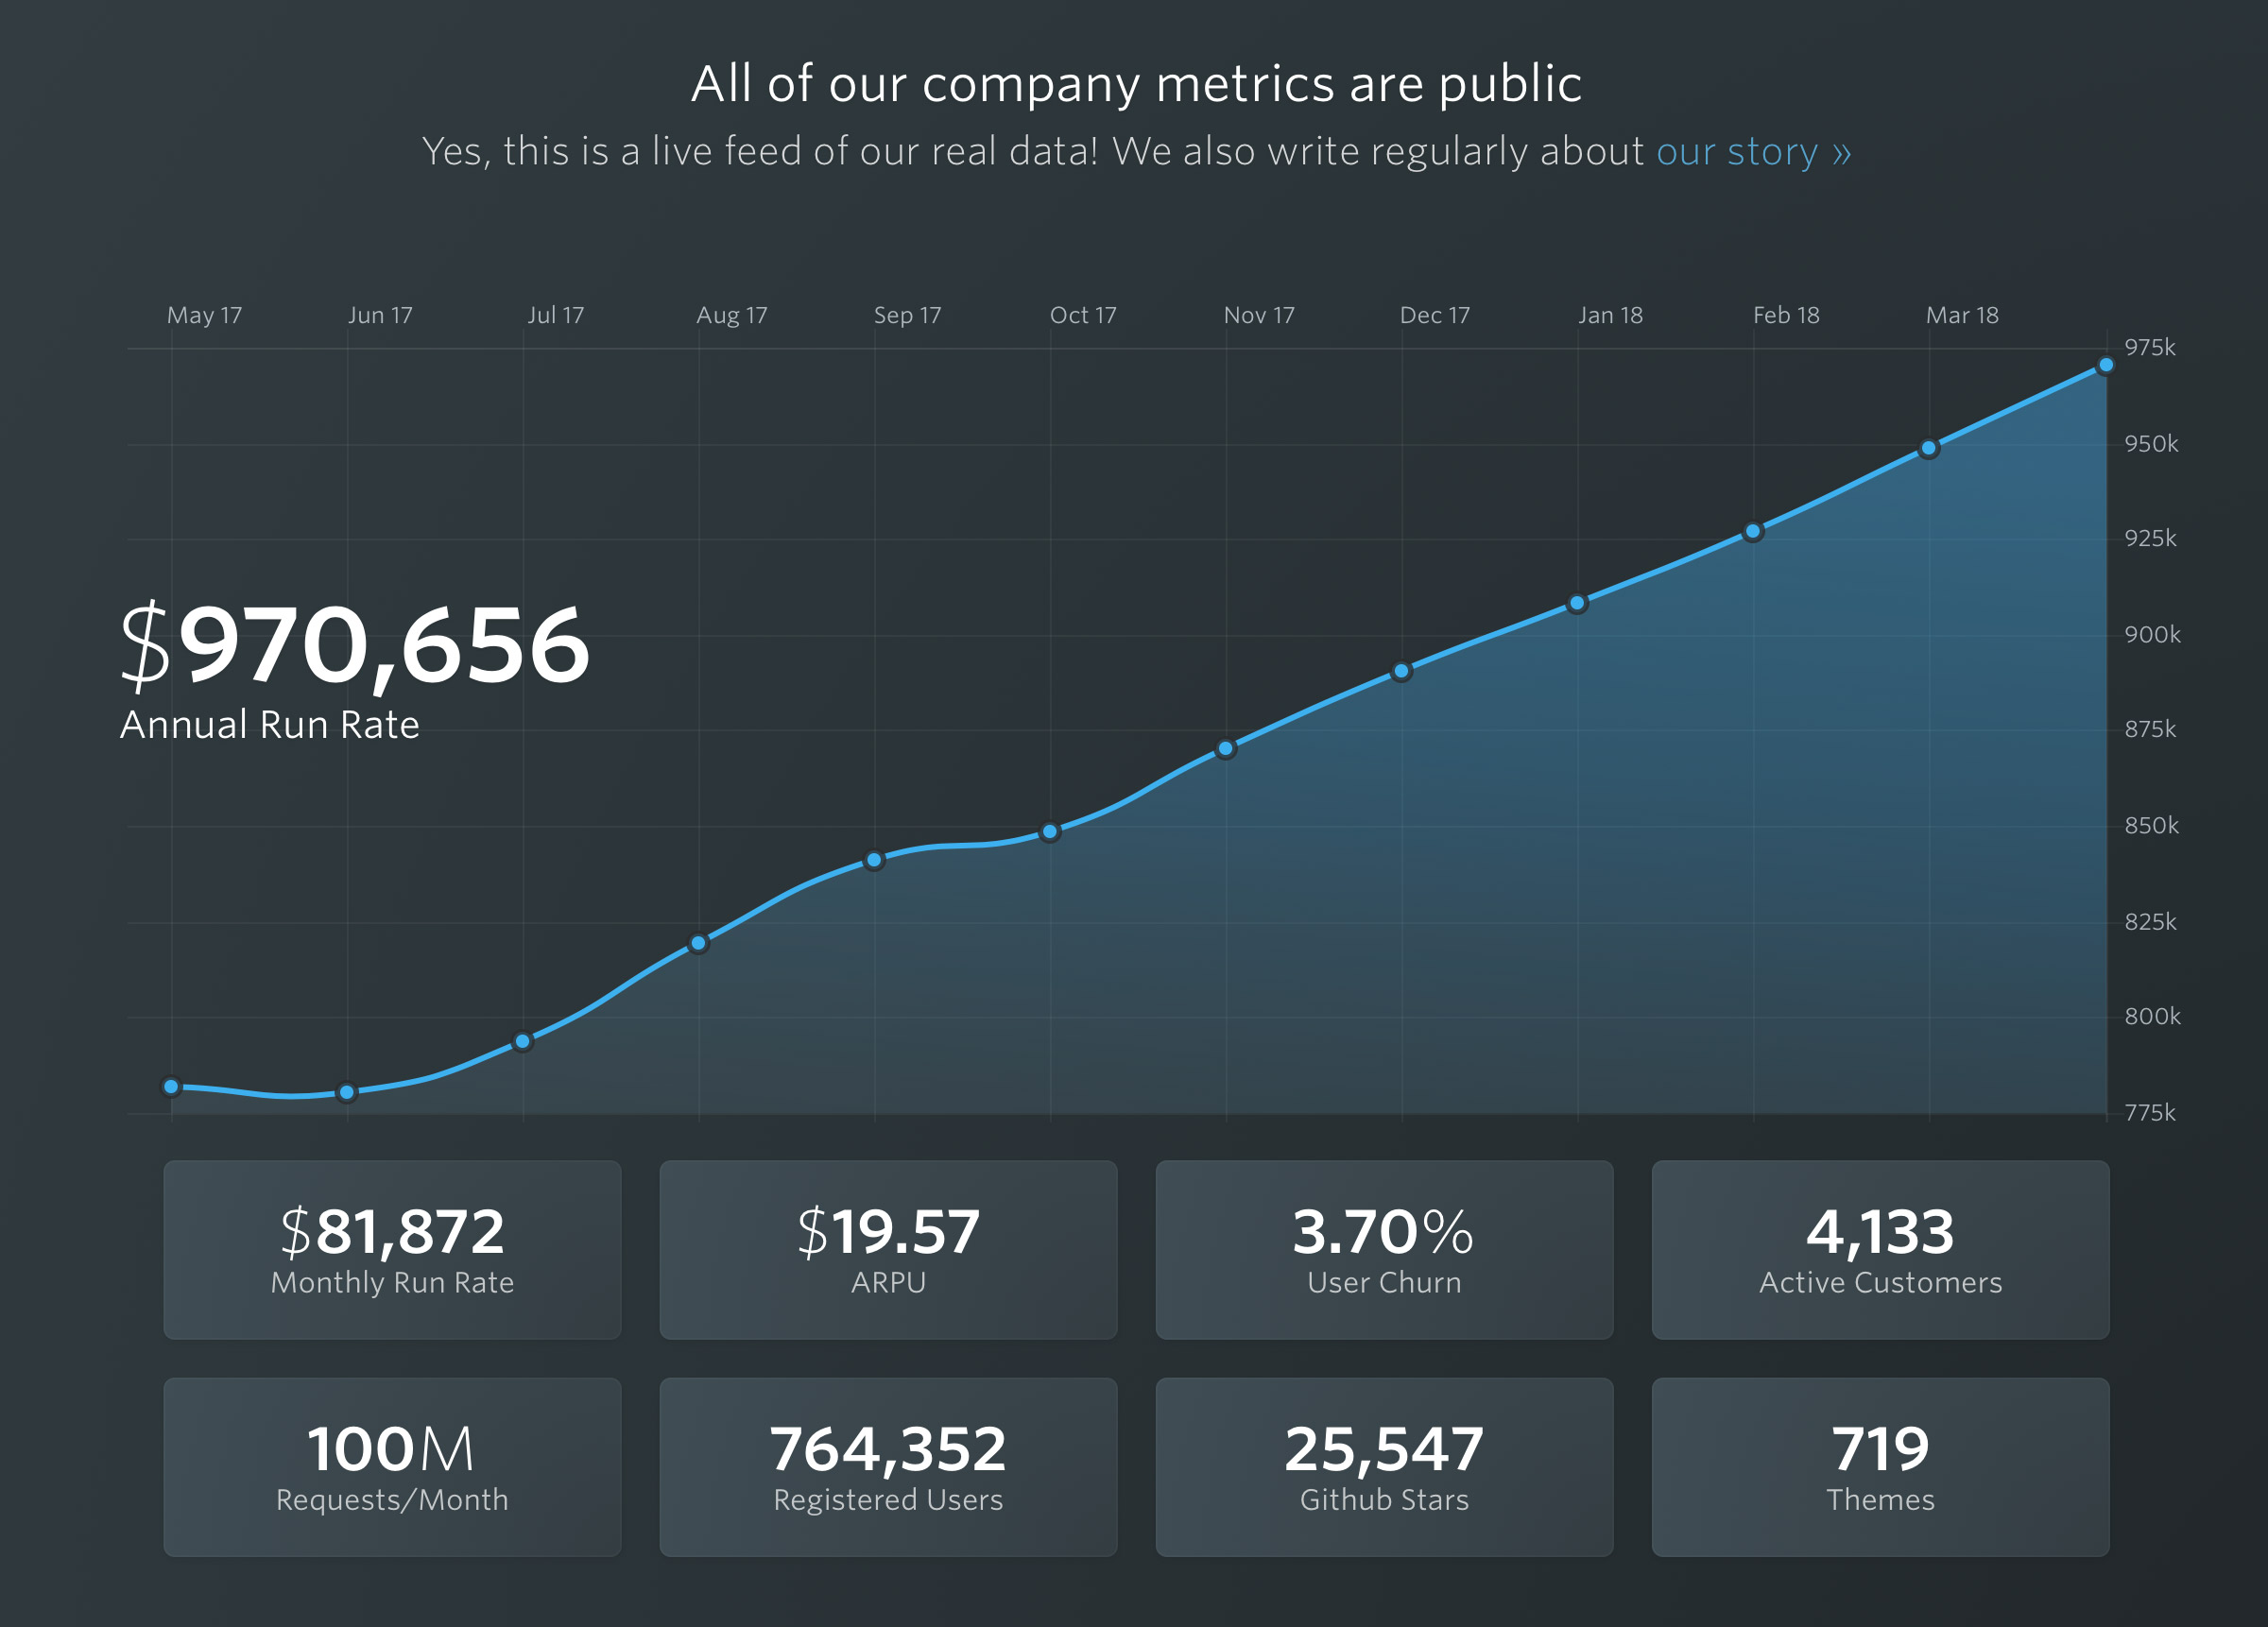 All of our company metrics are public
Yes, this is a live feed of our real data! We also write regularly about our story »
May 17 Jun 17 Jul 17 Aug 17 Sep 17 Oct 17 Nov 17 Dec 17 Jan 18 Feb 18 Mar 18
975k
950k
925k
900k
875k
850k
825k
800k
775k
$970,656
Annual Run Rate
$81,872
Monthly Run Rate
$19.57
ARPU
3.70%
User Churn
4,133
Active Customers
100M
Requests/Month
764,352
Registered Users
25,547
Github Stars
719
Themes